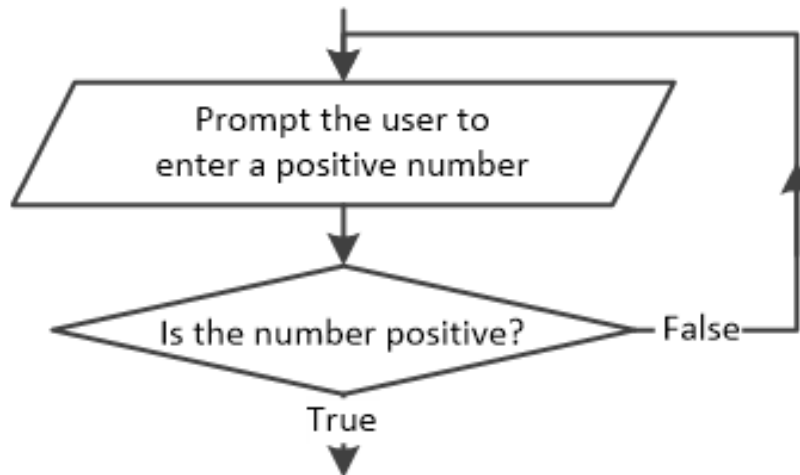 Prompt the user to
enter a positive number
Is the number positive?
False
True